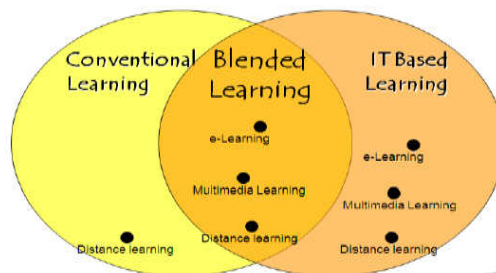 Conventional
Learning
Distance learning
Blended
Learning
e-Learning
Multimedia Learning
Distance learning
IT Based
Learning
e-Learning
Multimedia Learning
Distance learning